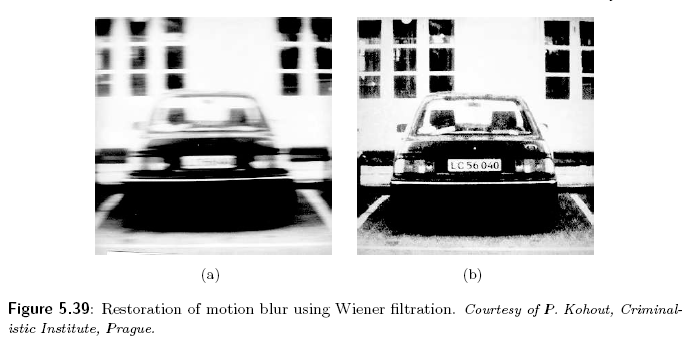 LC 56 040
(a)
(b)
Figure 5.39: Restoration of motion blur using Wiener filtration. Courtesy of P. Kohout, Criminal-
istic Institute, Prague.